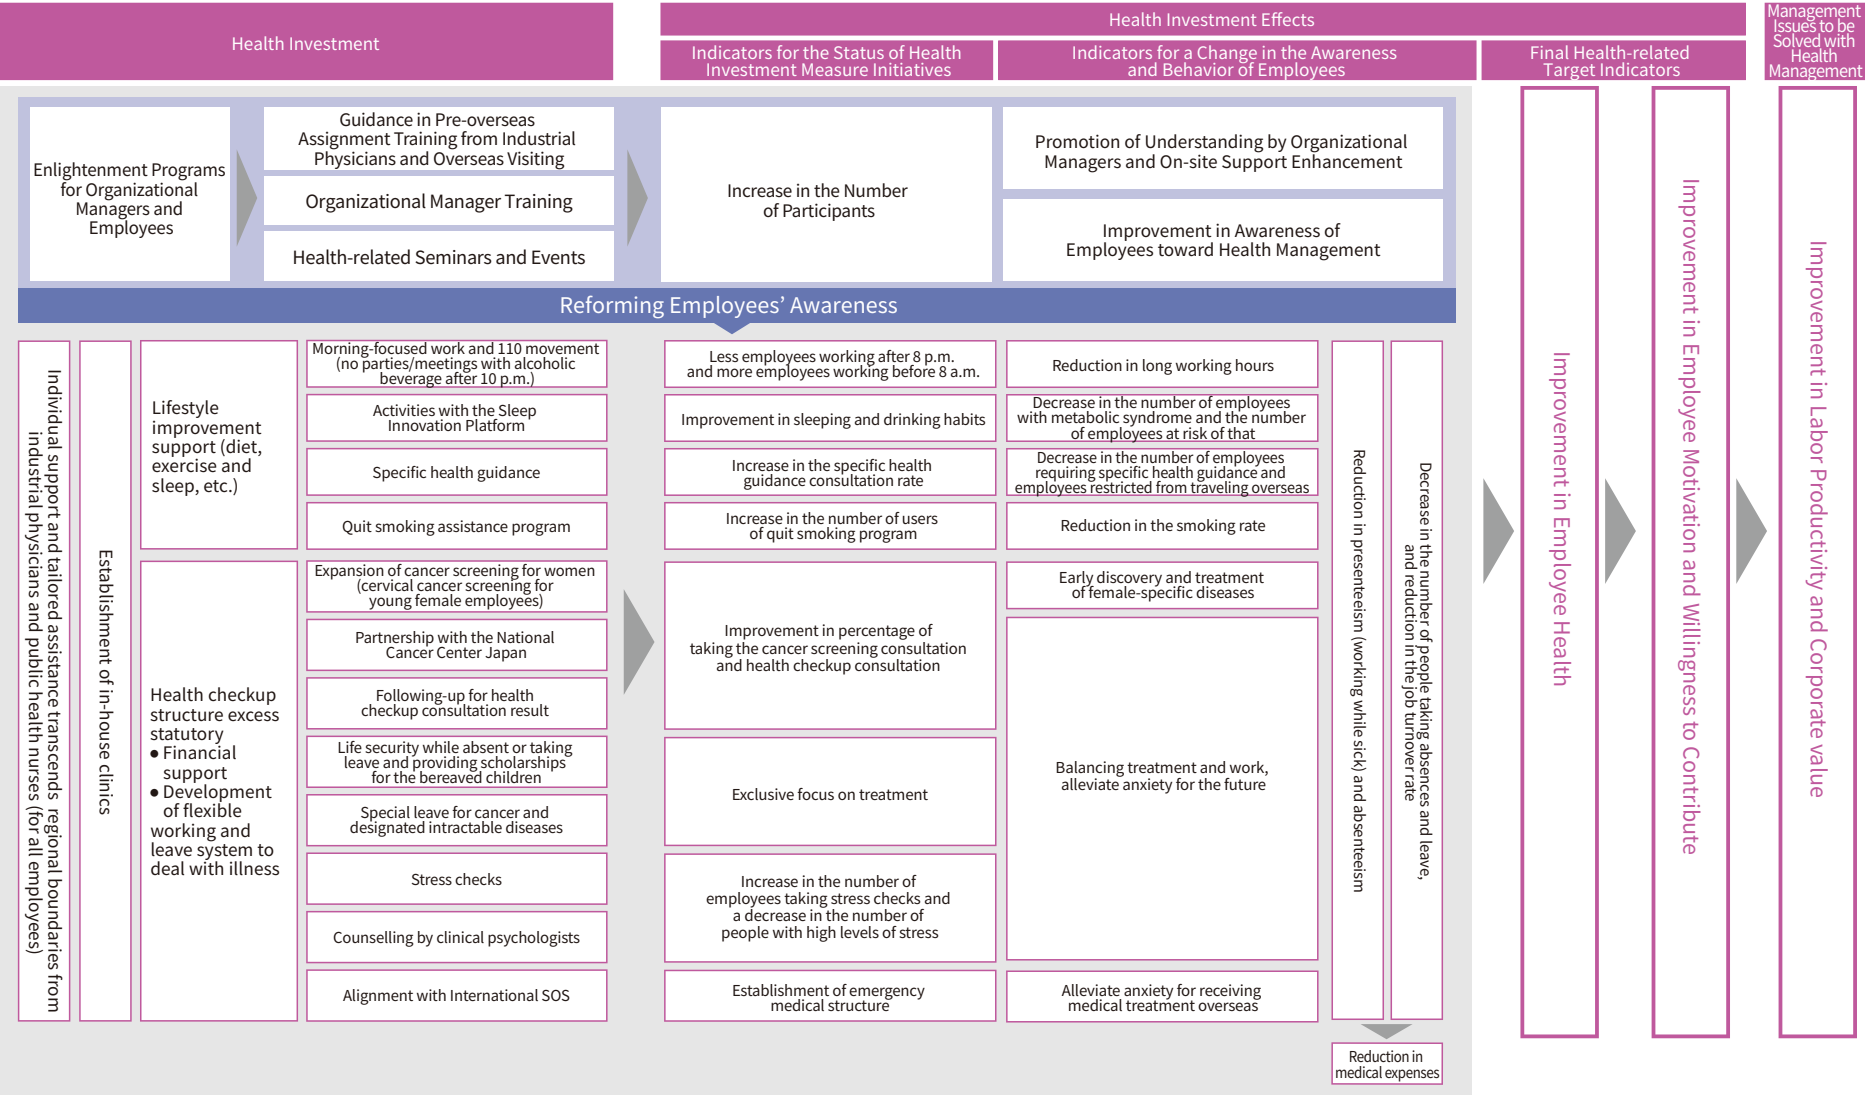 Health Investment
Health Investment Effects
Management
Issues to be
Solved with
Health
Management
Indicators for the Status of Health
Investment Measure Initiatives
Indicators for a Change in the Awareness
and Behavior of Employees
Final Health-related
Target Indicators
Enlightenment Programs
for Organizational
Managers and
Employees
Guidance in Pre-overseas
Assignment Training from Industrial
Physicians and Overseas Visiting
Organizational Manager Training
Health-related Seminars and Events
Increase in the Number
of Participants
Promotion of Understanding by Organizational
Managers and On-site Support Enhancement
Improvement in Awareness of
Employees toward Health Management
Reforming Employees’ Awareness
Individual support and tailored assistance transcends regional boundaries from
industrial physicians and public health nurses (for all employees)
Establishment of in-house clinics
Lifestyle
improvement
support (diet,
exercise and
sleep, etc.)
Morning-focused work and 110 movement
(no parties/meetings with alcoholic
beverage after 10 p.m.)
Activities with the Sleep
Innovation Platform
Specific health guidance
Quit smoking assistance program
Health checkup
structure excess
statutory
● Financial
support
● Development
of flexible
working and
leave system to
deal with illness
Expansion of cancer screening for women
(cervical cancer screening for
young female employees)
Partnership with the National
Cancer Center Japan
Following-up for health
checkup consultation result
Life security while absent or taking
leave and providing scholarships
for the bereaved children
Special leave for cancer and
designated intractable diseases
Stress checks
Counselling by clinical psychologists
Alignment with International SOS
Less employees working after 8 p.m.
and more employees working before 8 a.m.
Improvement in sleeping and drinking habits
Increase in the specific health
guidance consultation rate
Increase in the number of users
of quit smoking program
Improvement in percentage of
taking the cancer screening consultation
and health checkup consultation
Exclusive focus on treatment
Increase in the number of
employees taking stress checks and
a decrease in the number of
people with high levels of stress
Establishment of emergency
medical structure
Reduction in long working hours
Decrease in the number of employees
with metabolic syndrome and the number
of employees at risk of that
Decrease in the number of employees
requiring specific health guidance and
employees restricted from traveling overseas
Reduction in the smoking rate
Early discovery and treatment
of female-specific diseases
Balancing treatment and work,
alleviate anxiety for the future
Alleviate anxiety for receiving
medical treatment overseas
Reduction in presenteeism (working while sick) and absenteeism
Decrease in the number of people taking absences and leave,
and reduction in the job turnover rate
Reduction in
medical expenses
Improvement in Employee Health
Improvement in Employee Motivation and Willingness to Contribute
Improvement in Labor Productivity and Corporate value